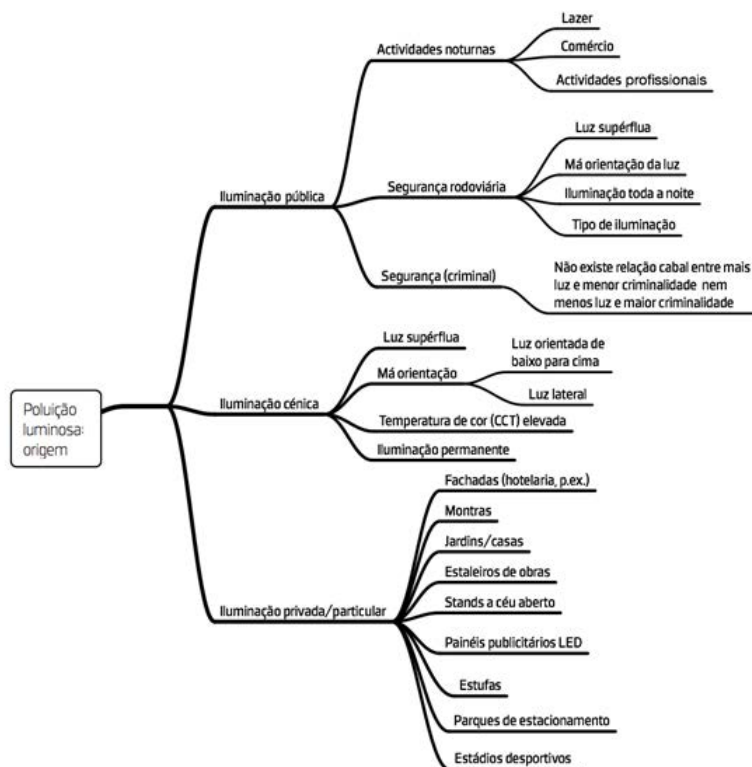 Poluição
luminosa:
origem
Iluminação pública
Actividades noturnas
Lazer
Comércio
Actividades profissionais
Segurança rodoviária
Luz supérflua
Má orientação da luz
Iluminação toda a noite
Tipo de iluminação
Segurança (criminal)
Não existe relação cabal entre mais
luz e menor criminalidade nem
menos luz e maior criminalidade
Iluminação cénica
Luz supérflua
Má orientação
Luz orientada de
baixo para cima
Luz lateral
Temperatura de cor (CCT) elevada
Iluminação permanente
Iluminação privada/particular
Fachadas (hotelaria, p.ex.)
Montras
Jardins/casas
Estaleiros de obras
Stands a céu aberto
Painéis publicitários LED
Estufas
Parques de estacionamento
Estádios desportivos